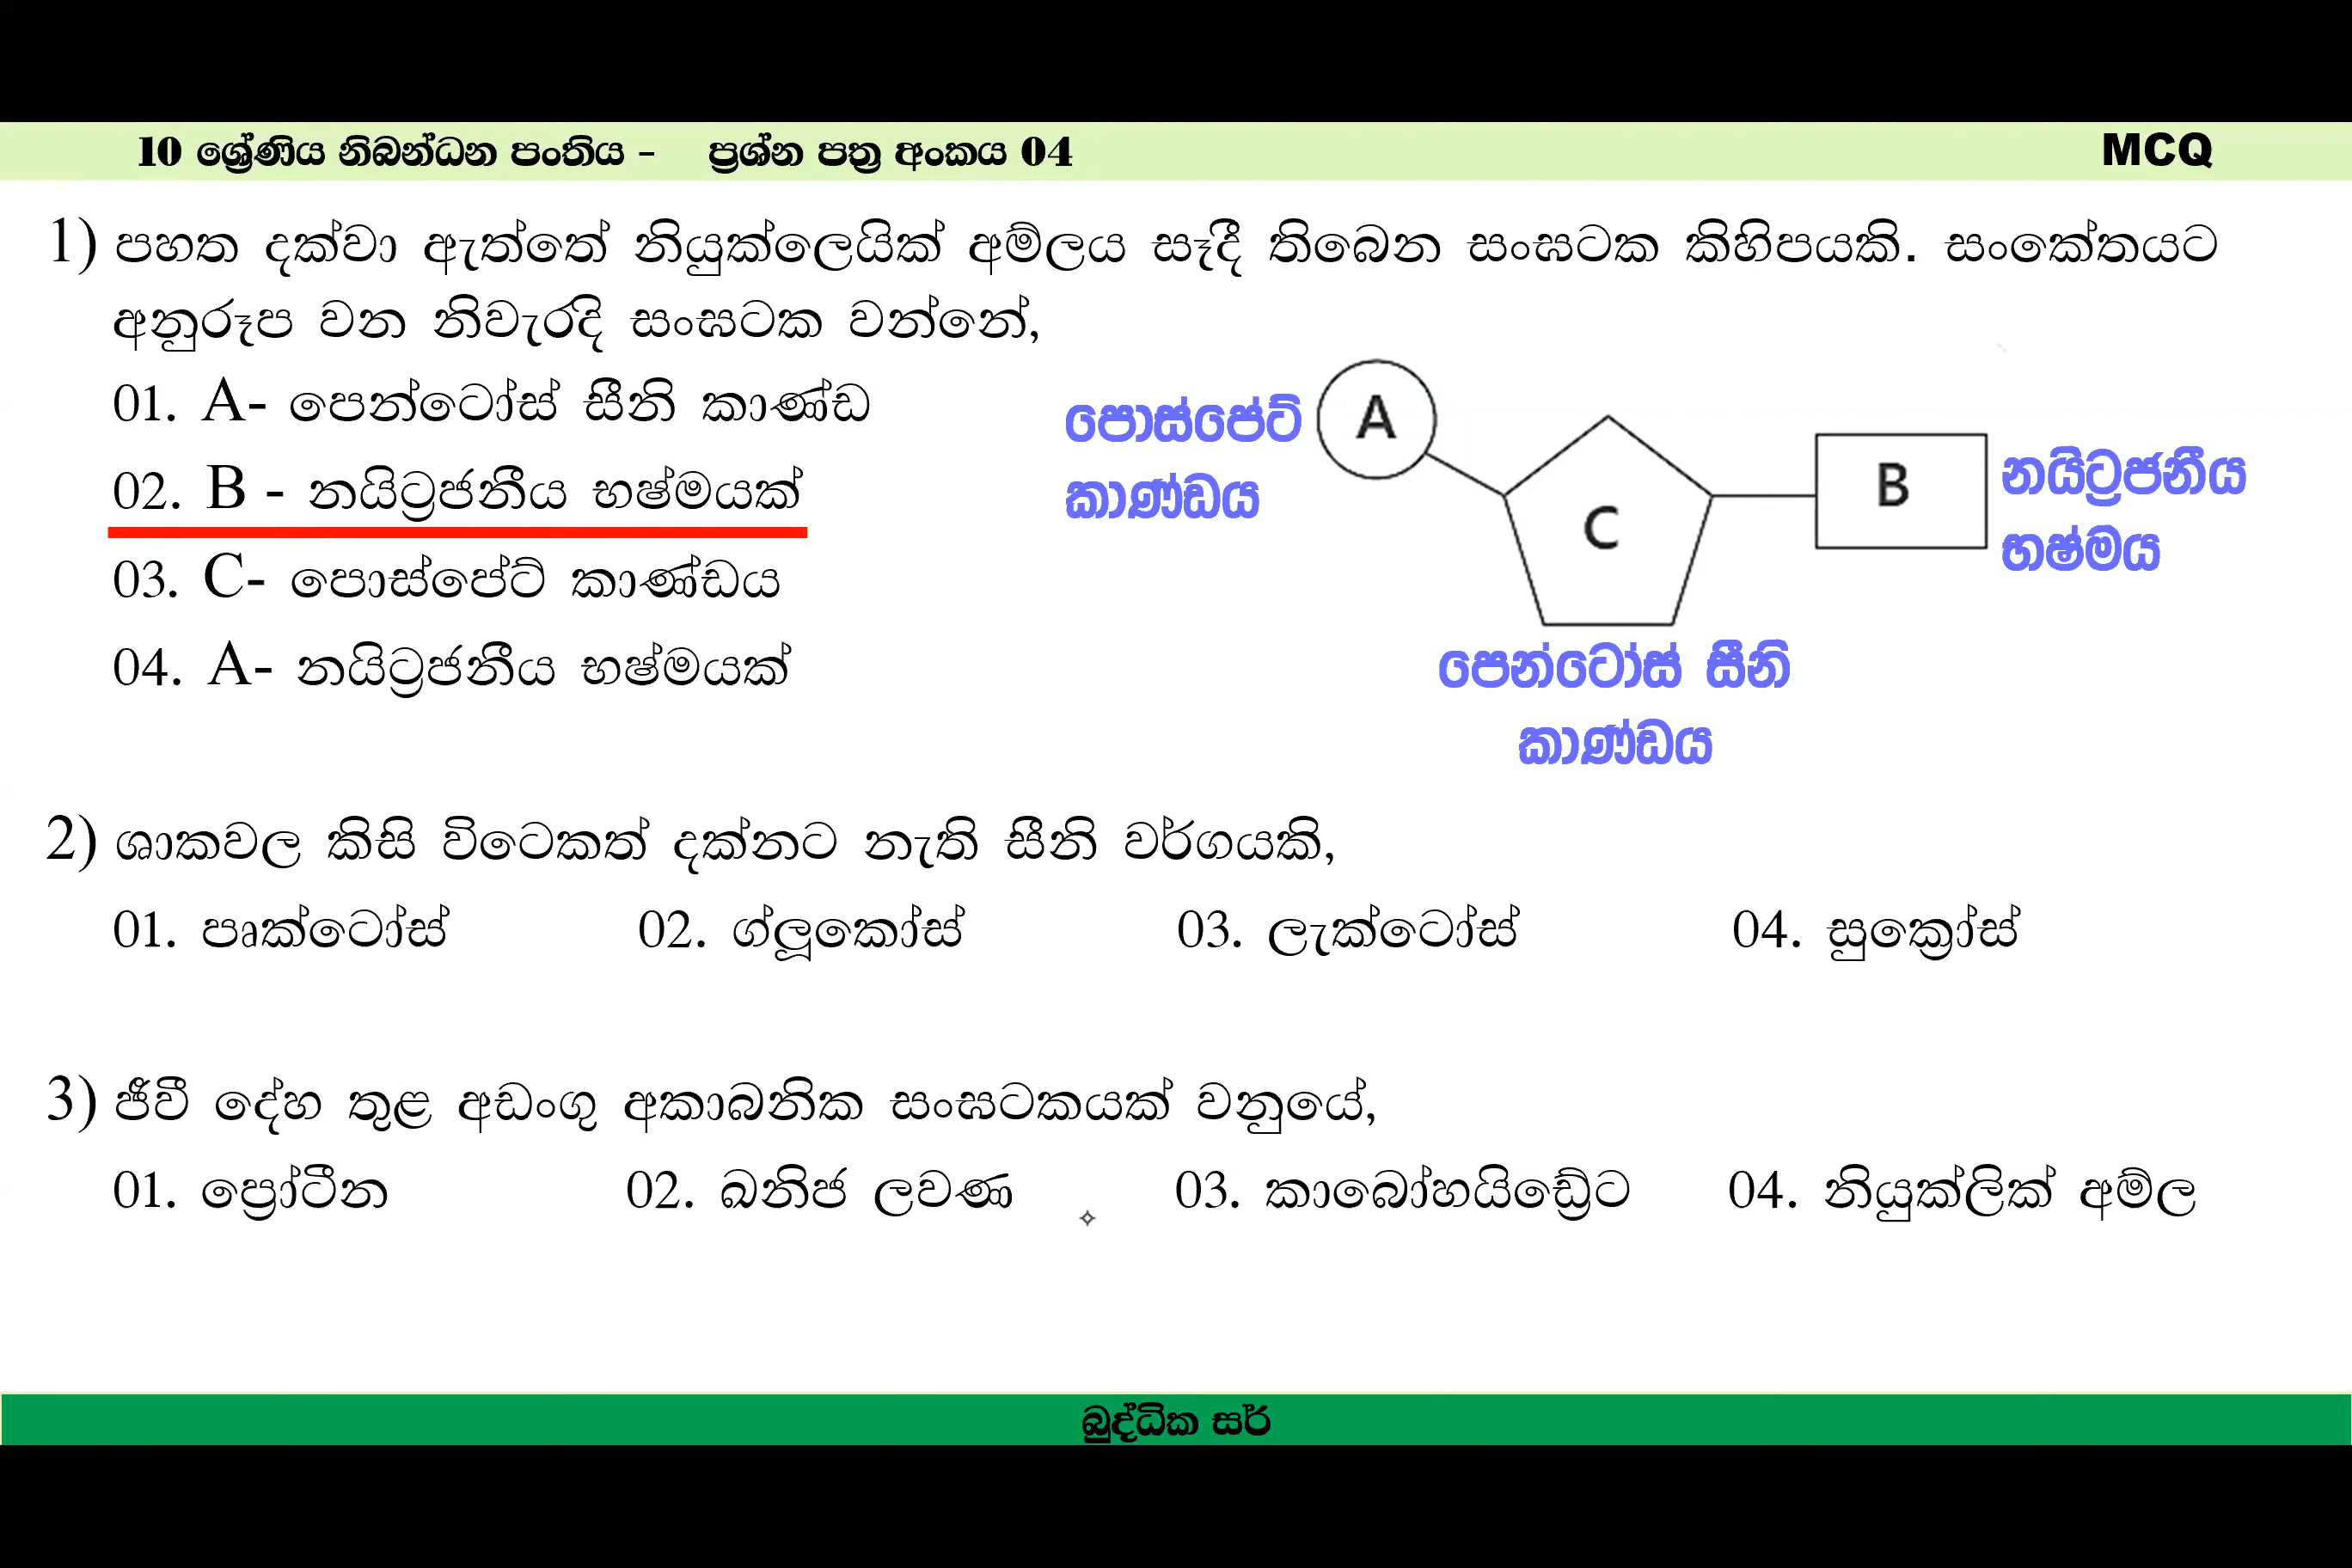 10 ශ්‍රේණිය නිබන්ධන පංතිය - ප්‍රශ්න පත්‍ර අංකය 04 MCQ
1) පහත දක්වා ඇත්තේ නියුක්ලෙයික් අම්ලය සෑදී තිබෙන සංඝටක කිහිපයකි. සංකේතයට
අනුරූප වන නිවැරදි සංඝටක වන්නේ,
01. A- පෙන්ටෝස් සීනි කාණ්ඩ
02. B - නයිට්‍රජනීය භෂ්මයක්
03. C- පොස්පේට් කාණ්ඩය
04. A- නයිට්‍රජනීය භෂ්මයක්
පොස්පේට්
කාණ්ඩය
A
C
B
නයිට්‍රජනීය
භෂ්මය
පෙන්ටෝස් සීනි
කාණ්ඩය
2) ශාකවල කිසි විටෙකත් දක්නට නැති සීනි වර්ගයකි,
01. පෘක්ටෝස් 02. ග්ලූකෝස් 03. ලැක්ටෝස් 04. සුක්‍රෝස්
3) ජීවී දේහ තුළ අඩංගු අකාබනික සංඝටකයක් වනුයේ,
01. ප්‍රෝටීන 02. ඛනිජ ලවණ 03. කාබෝහයිඩ්‍රේට 04. නියුක්ලික් අම්ල
බුද්ධික සර්